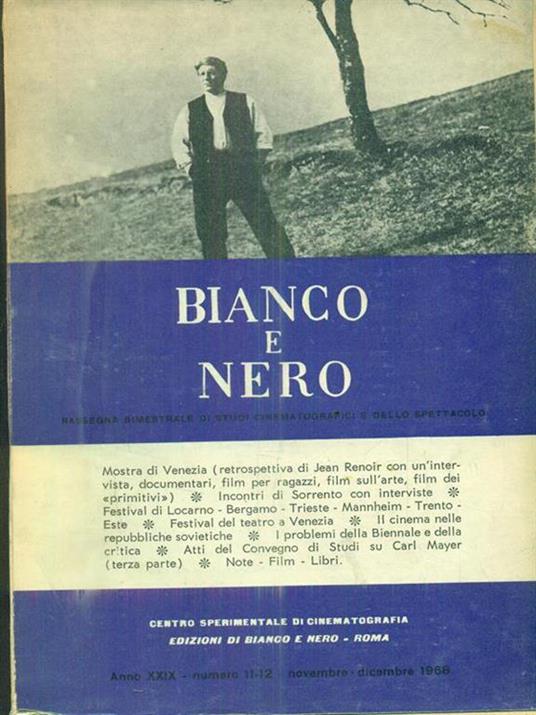 BIANCO
E
NERO
RASSEGNA BIMESTRALE DI STUDI CINEMATOGRAFICI E DELLO SPETTACOLO
Mostra di Venezia (retrospettiva di Jean Renoir con un'inter-
vista, documentari, film per ragazzi, film sull'arte, film dei
«primitivi») ❊ Incontri di Sorrento con interviste ❊
Festival di Locarno - Bergamo - Trieste - Mannheim - Trento -
Este ❊ Festival del teatro a Venezia ❊ Il cinema nelle
repubbliche sovietiche ❊ I problemi della Biennale e della
critica ❊ Atti del Convegno di Studi su Carl Mayer
(terza parte) ❊ Note - Film - Libri.
CENTRO SPERIMENTALE DI CINEMATOGRAFIA
EDIZIONI DI BIANCO E NERO - ROMA
Anno XXIX - numero 11-12 - novembre-dicembre 1968